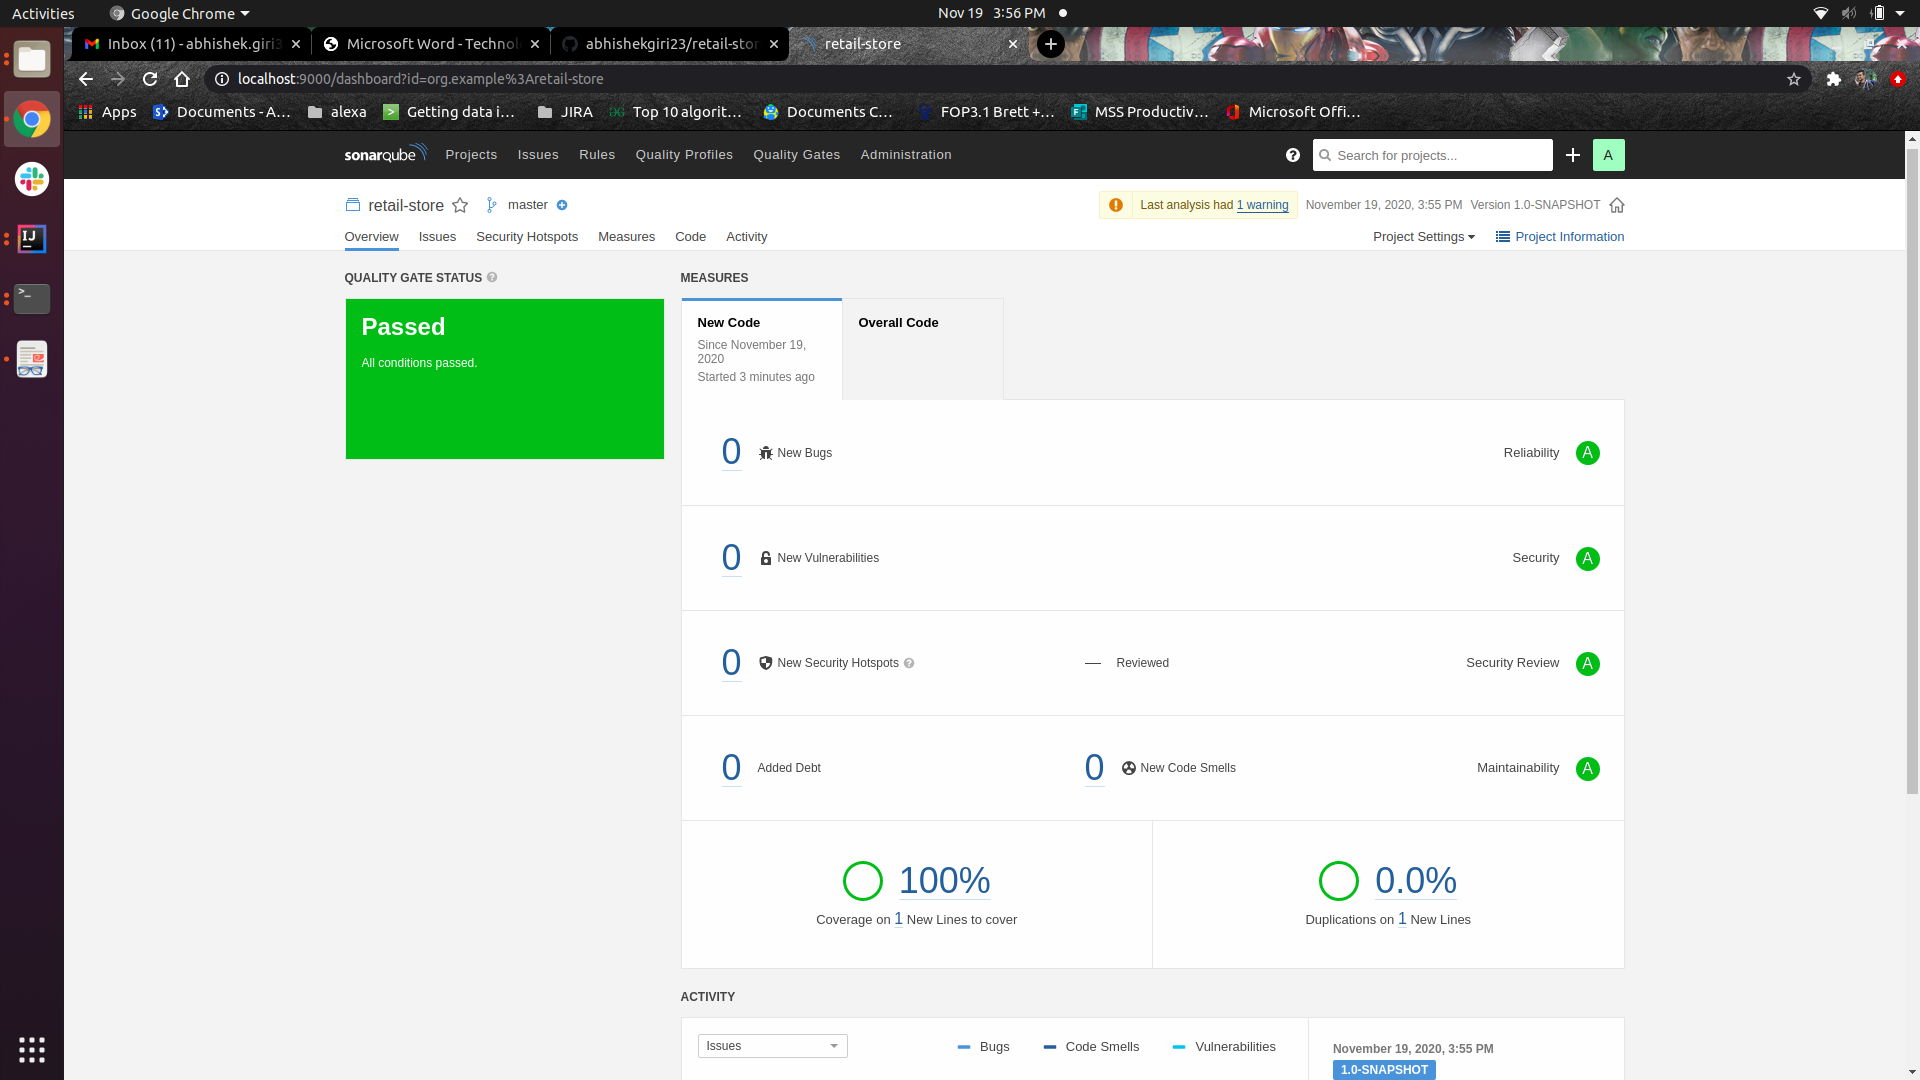 Activities
Google Chrome
Nov 19 3:56 PM
Inbox (11) - abhishek.giri3
Microsoft Word - Technol
abhishekgiri23/retail-stor
retail-store
localhost:9000/dashboard?id=org.example%3Aretail-store
Apps
Documents - A...
alexa
Getting data i...
JIRA
Top 10 algorit...
Documents C...
FOP3.1 Brett +...
MSS Productiv...
Microsoft Offi...
sonarqube
Projects
Issues
Rules
Quality Profiles
Quality Gates
Administration
Search for projects...
A
retail-store
master
Last analysis had 1 warning
November 19, 2020, 3:55 PM
Version 1.0-SNAPSHOT
Overview
Issues
Security Hotspots
Measures
Code
Activity
Project Settings
Project Information
QUALITY GATE STATUS
Passed
All conditions passed.
MEASURES
New Code
Since November 19,
2020
Started 3 minutes ago
Overall Code
0 New Bugs
Reliability A
0 New Vulnerabilities
Security A
0 New Security Hotspots
— Reviewed
Security Review A
0 Added Debt
0 New Code Smells
Maintainability A
100%
Coverage on 1 New Lines to cover
0.0%
Duplications on 1 New Lines
ACTIVITY
Issues
Bugs
Code Smells
Vulnerabilities
November 19, 2020, 3:55 PM
1.0-SNAPSHOT